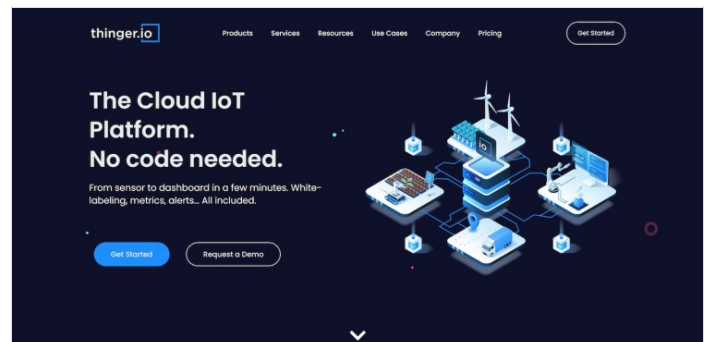 thinger.io
Products Services Resources Use Cases Company Pricing
Get Started
The Cloud IoT
Platform.
No code needed.
From sensor to dashboard in a few minutes. White-
labeling, metrics, alerts... All included.
Get Started Request a Demo
io